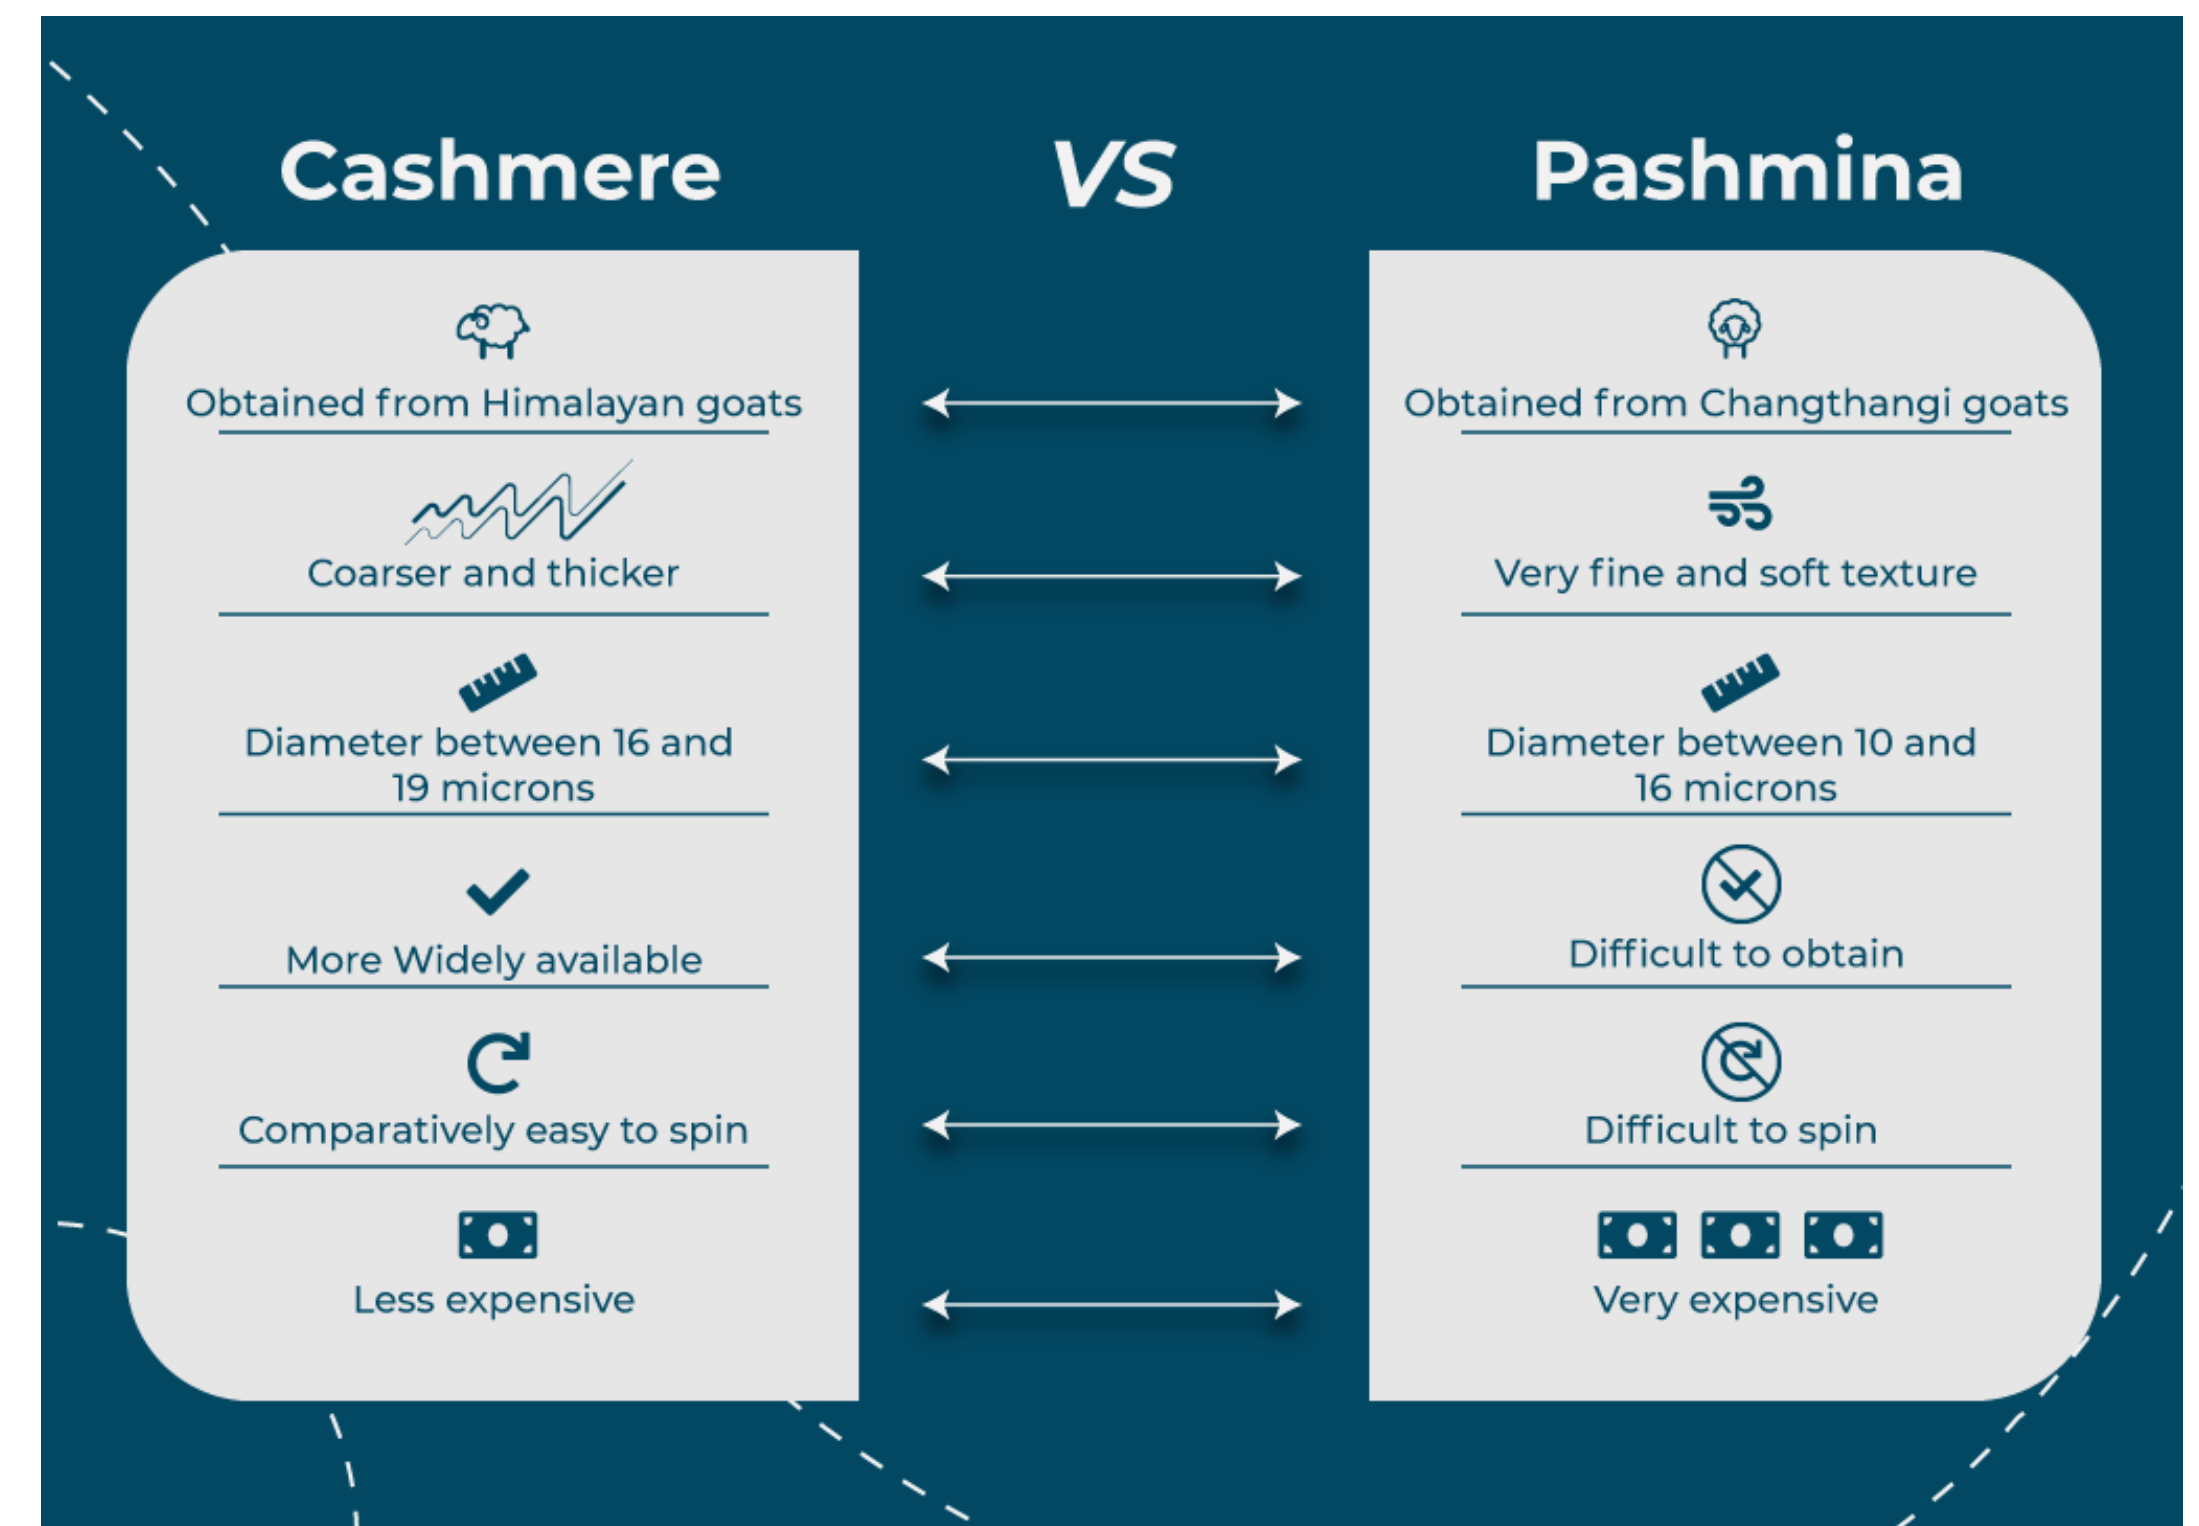 Cashmere VS Pashmina
Obtained from Himalayan goats
Obtained from Changthangi goats
Coarser and thicker
Very fine and soft texture
Diameter between 16 and
19 microns
Diameter between 10 and
16 microns
More Widely available
Difficult to obtain
Comparatively easy to spin
Difficult to spin
Less expensive
Very expensive